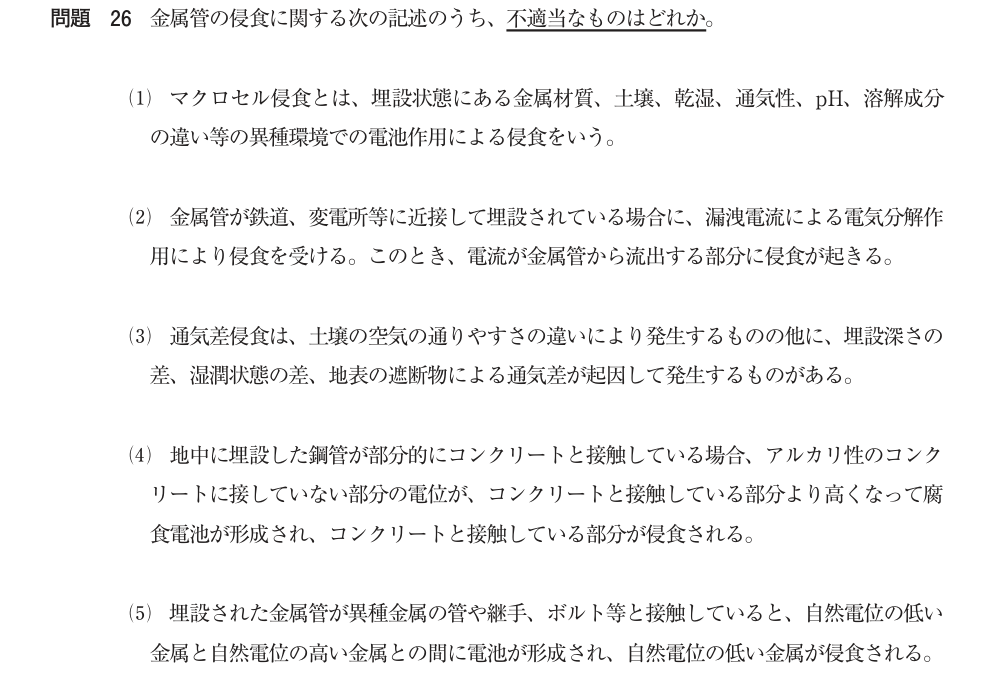 問題 26 金属管の侵食に関する次の記述のうち、不適当なものはどれか。
(1) マクロセル侵食とは、埋設状態にある金属材質、土壌、乾湿、通気性、pH、溶解成分
の違い等の異種環境での電池作用による侵食をいう。
(2) 金属管が鉄道、変電所等に近接して埋設されている場合に、漏洩電流による電気分解作
用により侵食を受ける。このとき、電流が金属管から流出する部分に侵食が起きる。
(3) 通気差侵食は、土壌の空気の通りやすさの違いにより発生するものの他に、埋設深さの
差、湿潤状態の差、地表の遮断物による通気差が起因して発生するものがある。
(4) 地中に埋設した鋼管が部分的にコンクリートと接触している場合、アルカリ性のコンク
リートに接していない部分の電位が、コンクリートと接触している部分より高くなって腐
食電池が形成され、コンクリートと接触している部分が侵食される。
(5) 埋設された金属管が異種金属の管や継手、ボルト等と接触していると、自然電位の低い
金属と自然電位の高い金属との間に電池が形成され、自然電位の低い金属が侵食される。